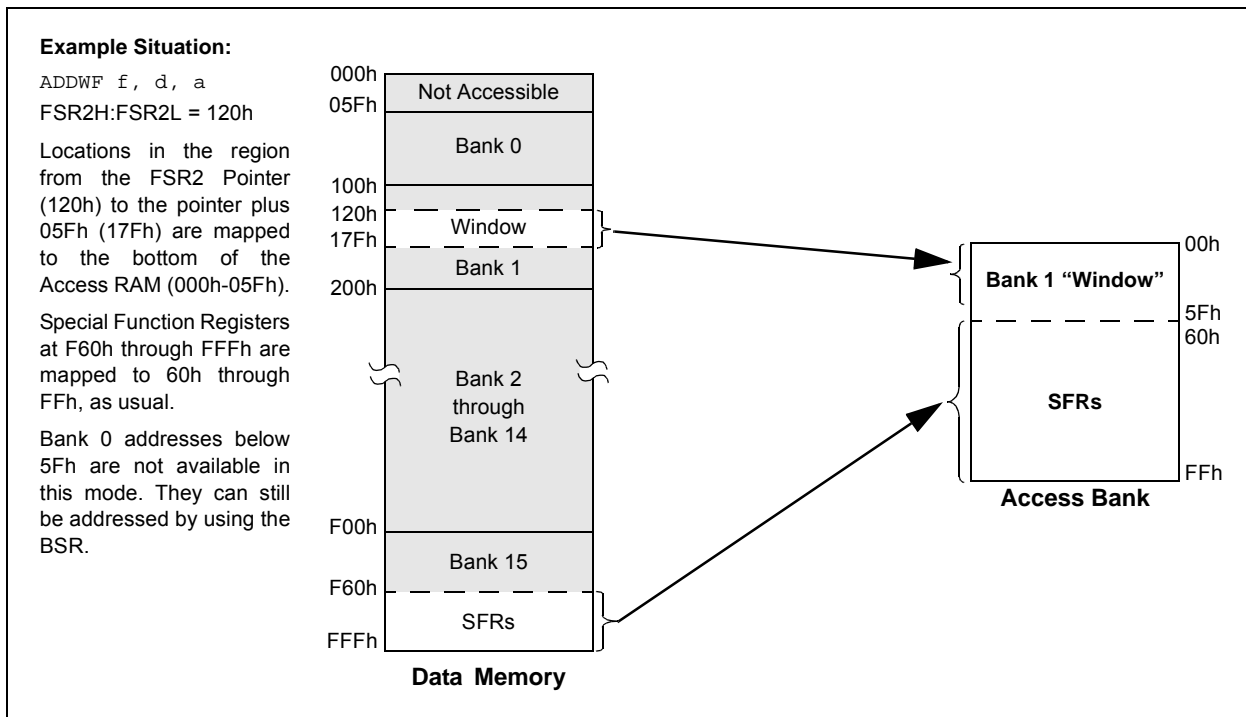 Example Situation:
ADDWF f, d, a
FSR2H:FSR2L = 120h
Locations in the region
from the FSR2 Pointer
(120h) to the pointer plus
05Fh (17Fh) are mapped
to the bottom of the
Access RAM (000h-05Fh).
Special Function Registers
at F60h through FFFh are
mapped to 60h through
FFh, as usual.
Bank 0 addresses below
5Fh are not available in
this mode. They can still
be addressed by using the
BSR.
000h
Not Accessible
05Fh
Bank 0
100h
120h
Window
17Fh
Bank 1
200h
Bank 2
through
Bank 14
F00h
Bank 15
F60h
SFRs
FFFh
Data Memory
00h
Bank 1 “Window”
5Fh
60h
SFRs
FFh
Access Bank